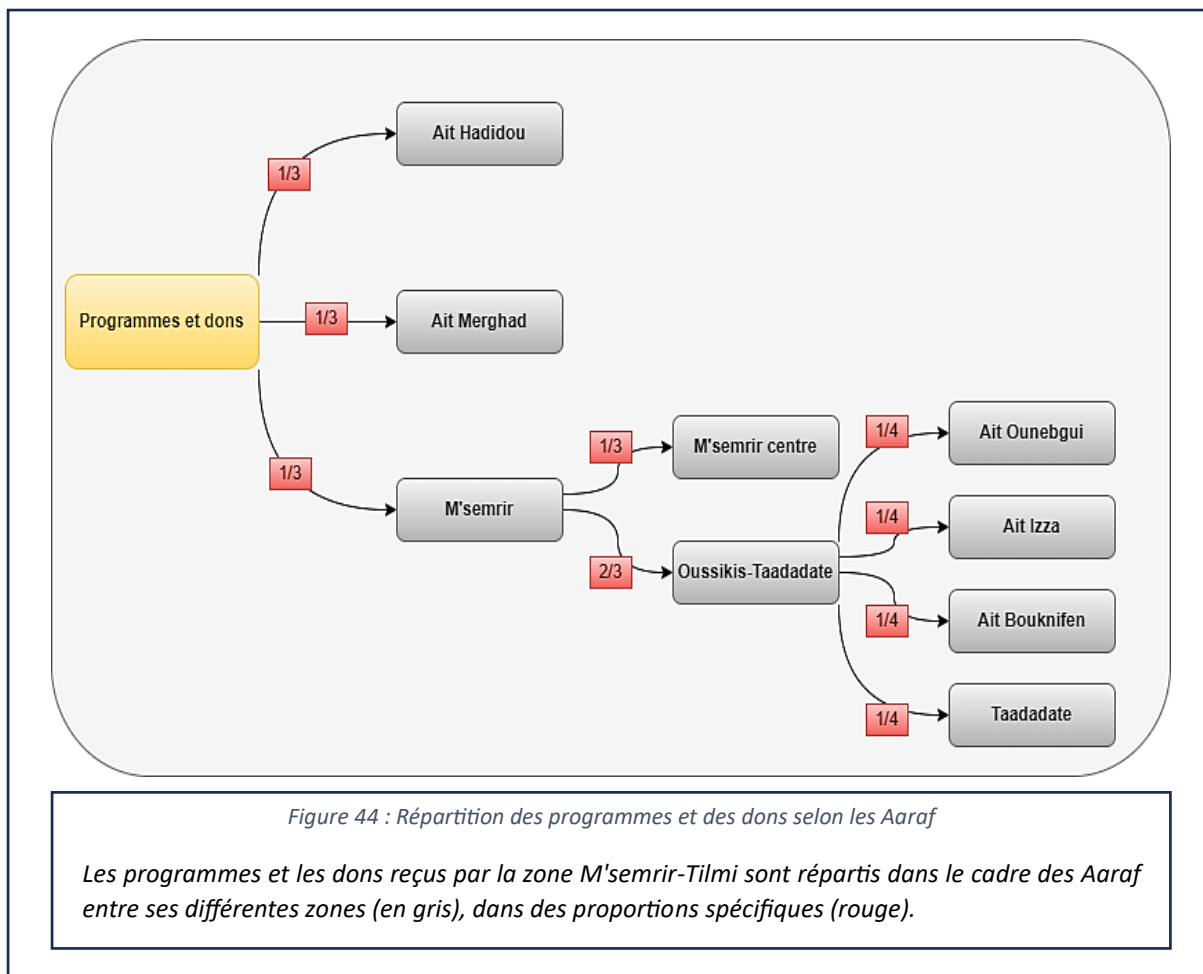 Ait Hadidou
1/3
Programmes et dons
1/3
Ait Merghad
1/3
M'semrir
1/3
M'semrir centre
2/3
Oussikis-Taadadate
1/4
Ait Ounebgui
1/4
Ait Izza
1/4
Ait Bouknifen
1/4
Taadadate
Figure 44 : Répartition des programmes et des dons selon les Aaraf
Les programmes et les dons reçus par la zone M'semrir-Tilmi sont répartis dans le cadre des Aaraf
entre ses différentes zones (en gris), dans des proportions spécifiques (rouge).